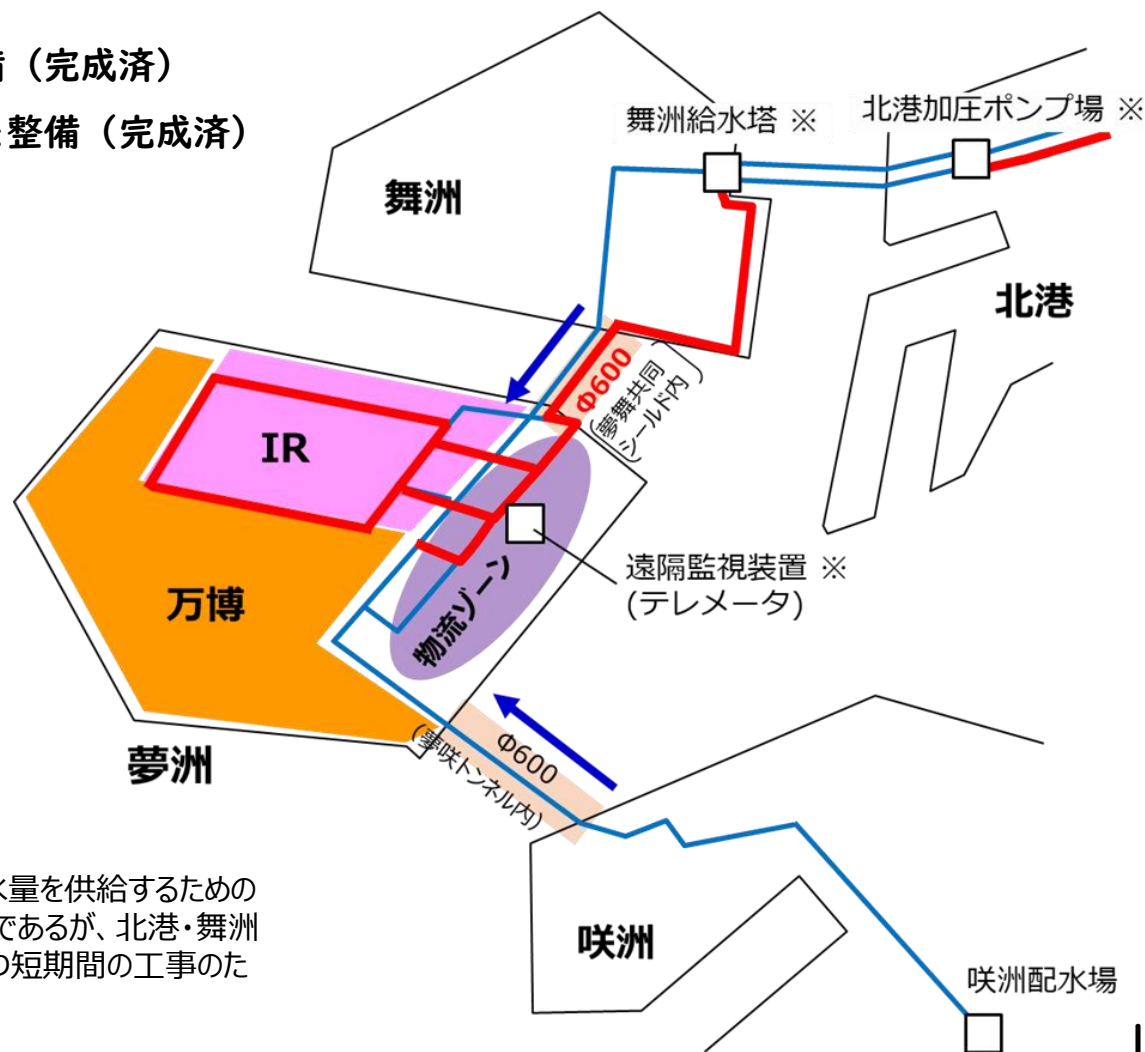 備（完成済）
整備（完成済）
舞洲給水塔 ※
北港加圧ポンプ場 ※
舞洲
北港
Φ600
(夢舞共同
シールド内)
IR
万博
物流ゾーン
遠隔監視装置 ※
(テレメータ)
夢洲
Φ600
(夢咲トンネル内)
水量を供給するための
であるが、北港・舞洲
短期間の工事のた
咲洲
咲洲配水場